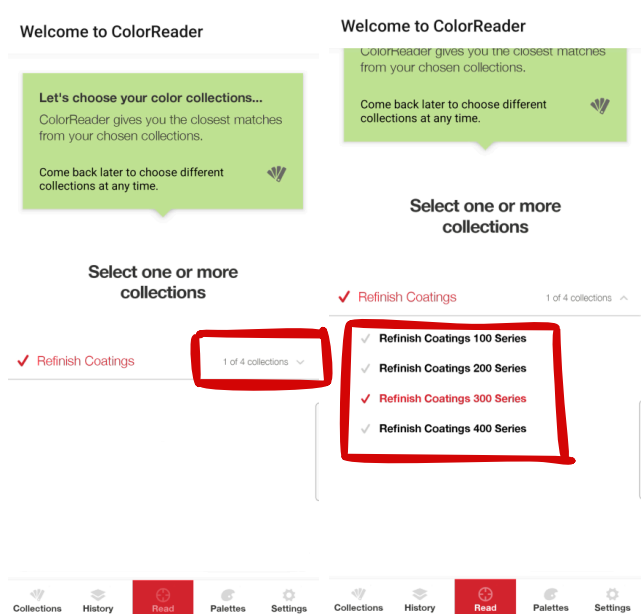 Welcome to ColorReader
Let's choose your color collections...
ColorReader gives you the closest matches
from your chosen collections.
Come back later to choose different
collections at any time.
Select one or more
collections
Refinish Coatings
1 of 4 collections
Collections
History
Read
Palettes
Settings
Welcome to ColorReader
ColorReader gives you the closest matches
from your chosen collections.
Come back later to choose different
collections at any time.
Select one or more
collections
Refinish Coatings
1 of 4 collections
Refinish Coatings 100 Series
Refinish Coatings 200 Series
Refinish Coatings 300 Series
Refinish Coatings 400 Series
Collections
History
Read
Palettes
Settings